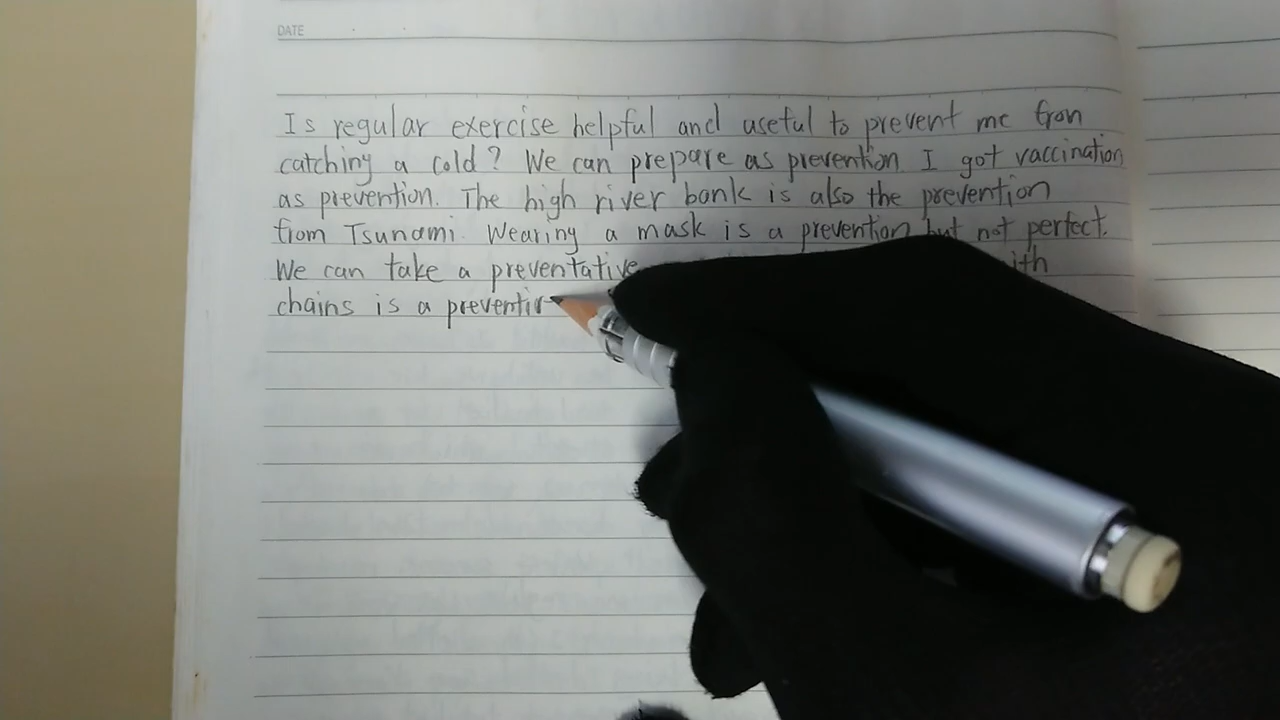 DATE
Is regular exercise helpful and useful to prevent me from
catching a cold? We can prepare as prevention. I got vaccination
as prevention. The high river bank is also the prevention
from Tsunami. Wearing a mask is a prevention but not perfect.
We can take a preventative
chains is a